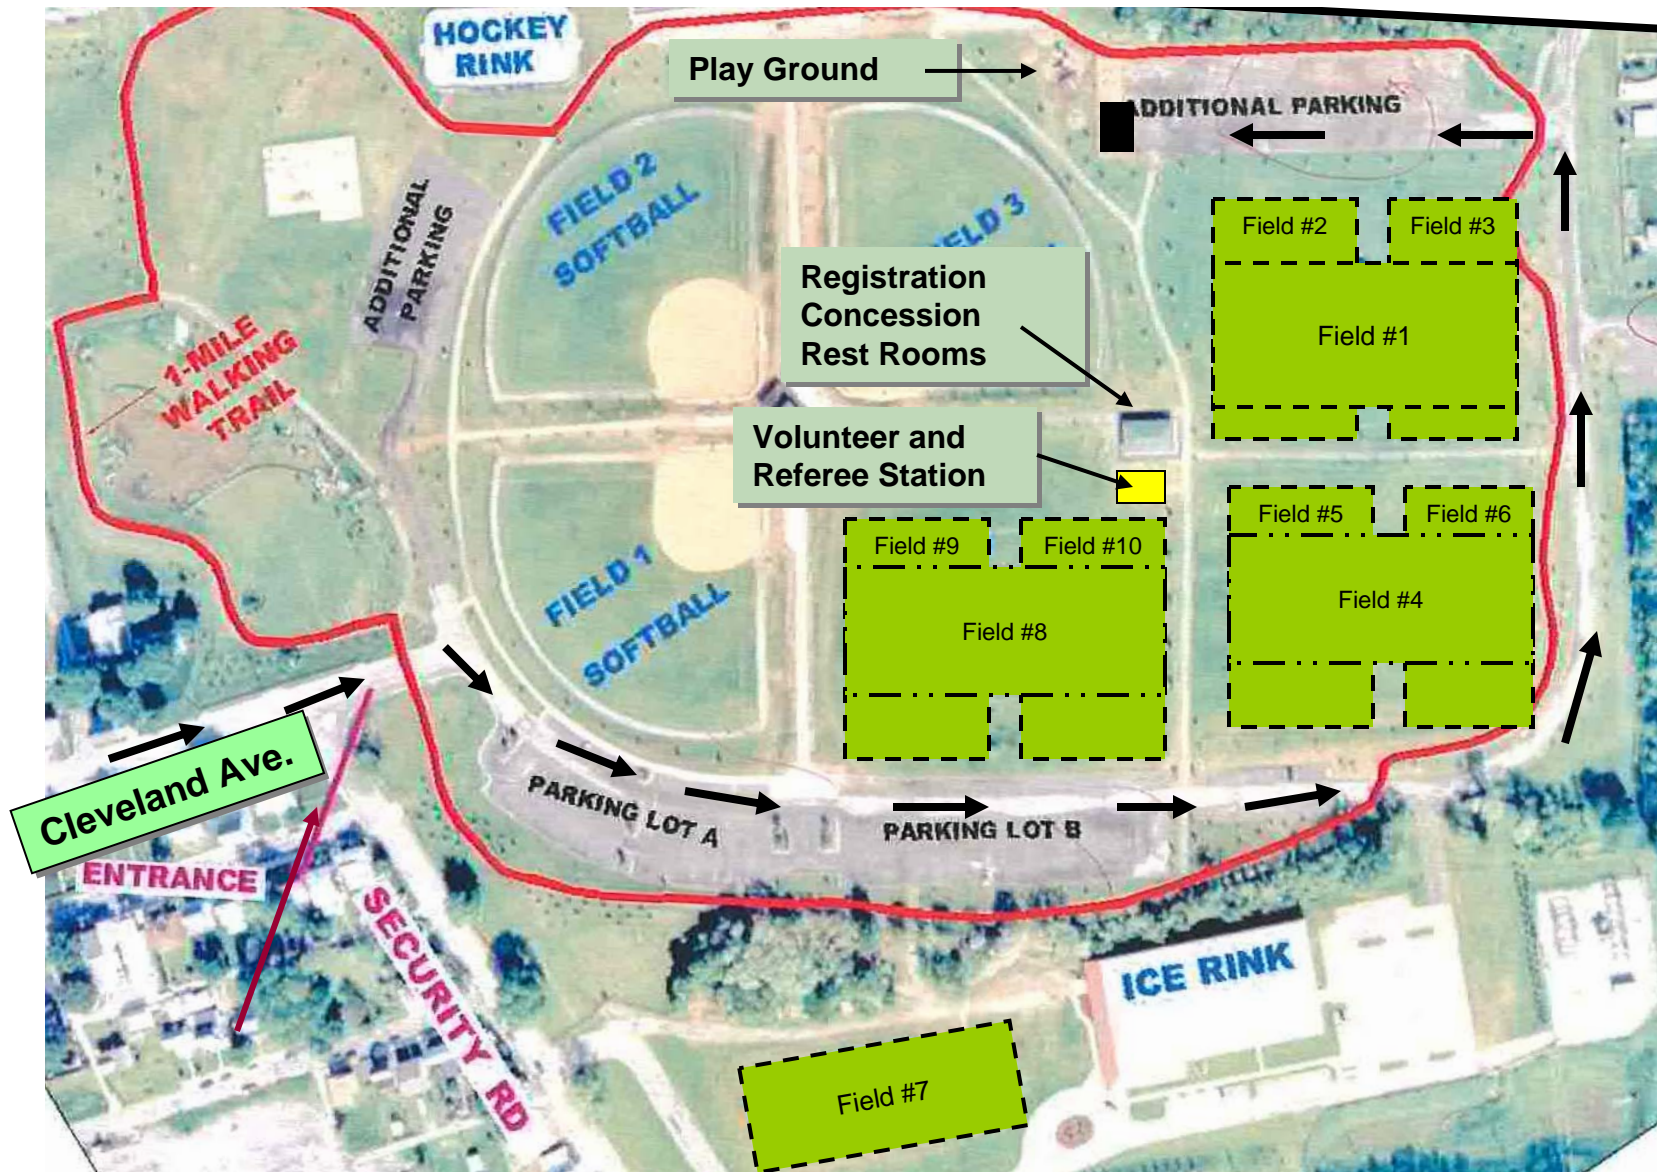 HOCKEY
RINK
Play Ground
ADDITIONAL PARKING
FIELD 2
SOFTBALL
FIELD 3
ADDITIONAL
PARKING
Field #2
Field #3
Field #1
Registration
Concession
Rest Rooms
1-MILE
WALKING
TRAIL
Volunteer and
Referee Station
Field #5
Field #6
Field #4
Field #9
Field #10
Field #8
FIELD 1
SOFTBALL
Cleveland Ave.
PARKING LOT A
PARKING LOT B
ENTRANCE
SECURITY RD
ICE RINK
Field #7